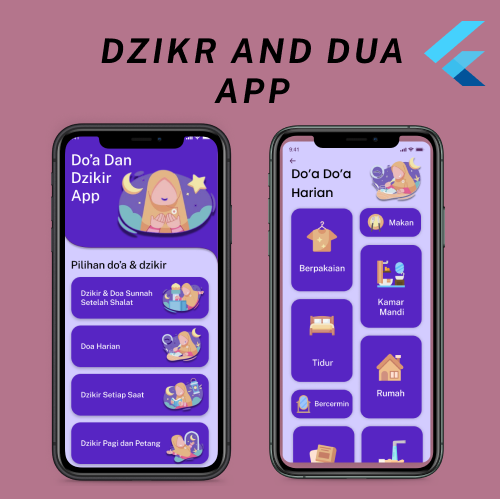 DZIKR AND DUA
APP
Do'a Dan
Dzikir
App
Pilihan do'a & dzikir
Dzikir & Doa Sunnah
Setelah Shalat
Doa Harian
Dzikir Setiap Saat
Dzikir Pagi dan Petang
9.41
Do'a Do'a
Harian
Berpakaian
Makan
Kamar
Mandi
Tidur
Rumah
Bercermin